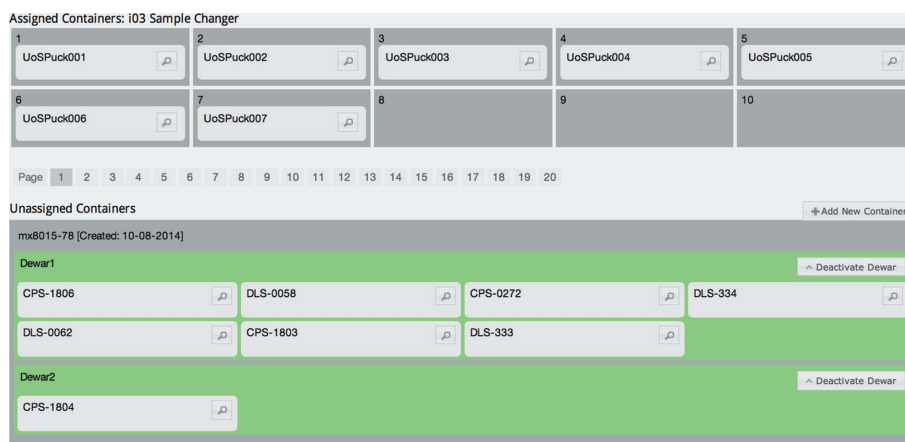 Assigned Containers: i03 Sample Changer
1 2 3 4 5
UoSPuck001 UoSPuck002 UoSPuck003 UoSPuck004 UoSPuck005
6 7 8 9 10
UoSPuck006 UoSPuck007
Page 1 2 3 4 5 6 7 8 9 10 11 12 13 14 15 16 17 18 19 20
Unassigned Containers
+Add New Container
mx8015-78 [Created: 10-08-2014]
Dewar1
Deactivate Dewar
CPS-1806 DLS-0058 CPS-0272 DLS-334
DLS-0062 CPS-1803 DLS-333
Dewar2
Deactivate Dewar
CPS-1804